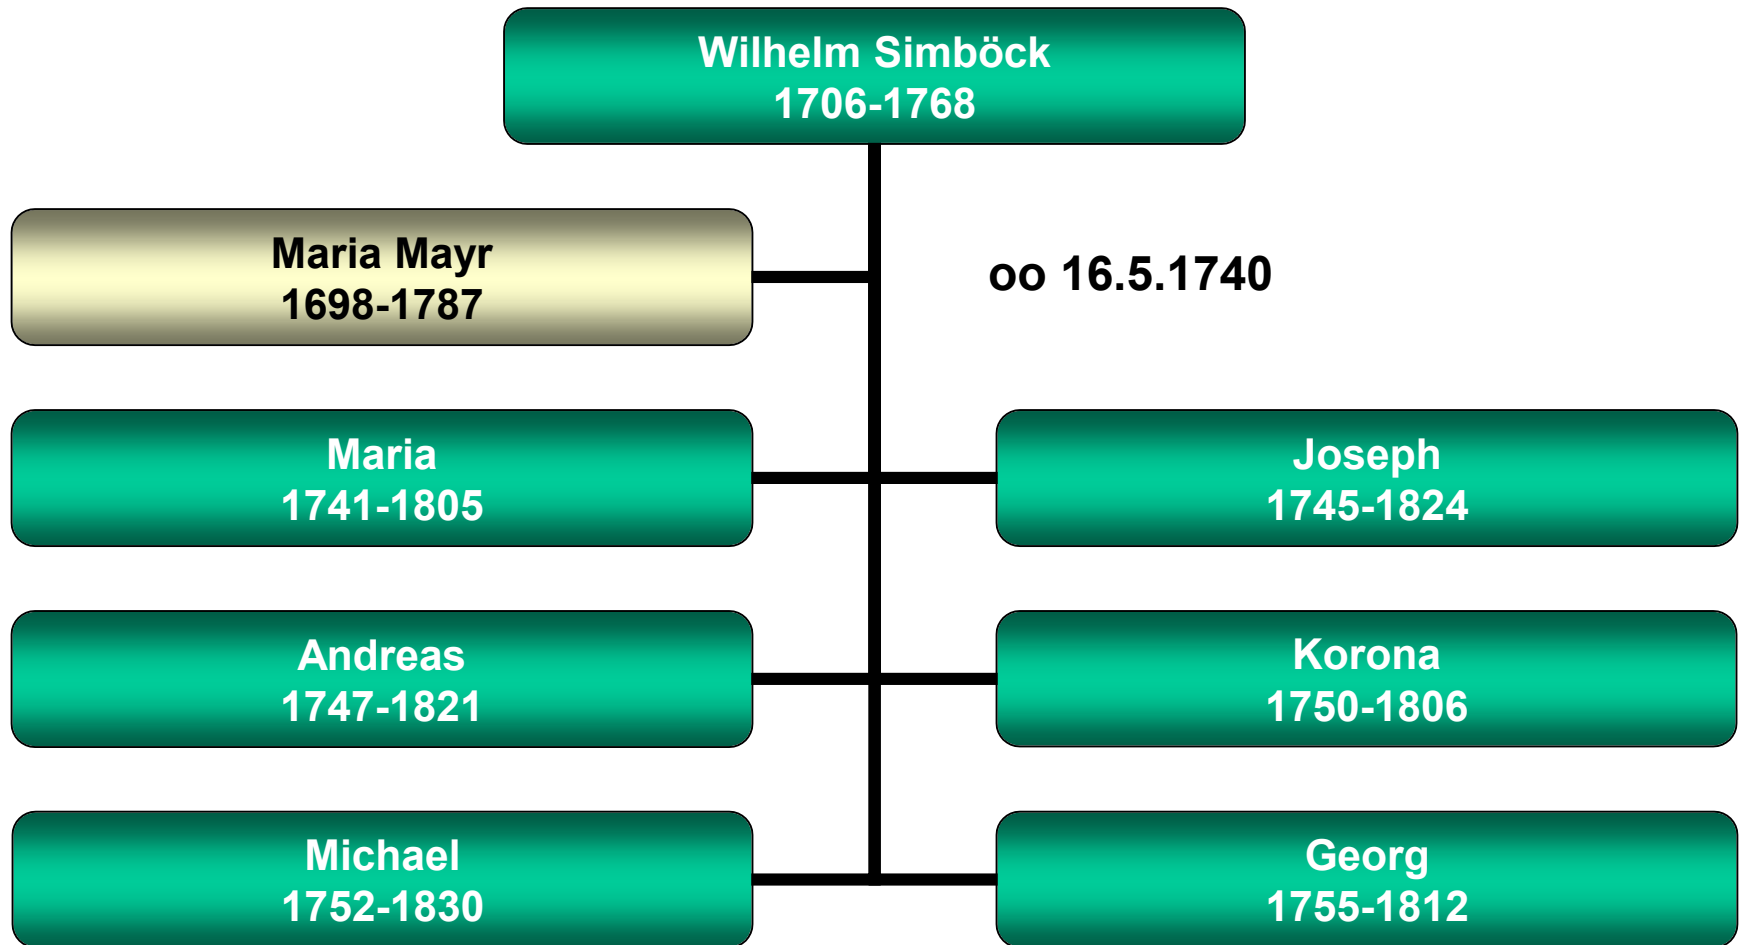 Wilhelm Simböck
1706-1768
Maria Mayr
1698-1787
oo 16.5.1740
Maria
1741-1805
Joseph
1745-1824
Andreas
1747-1821
Korona
1750-1806
Michael
1752-1830
Georg
1755-1812